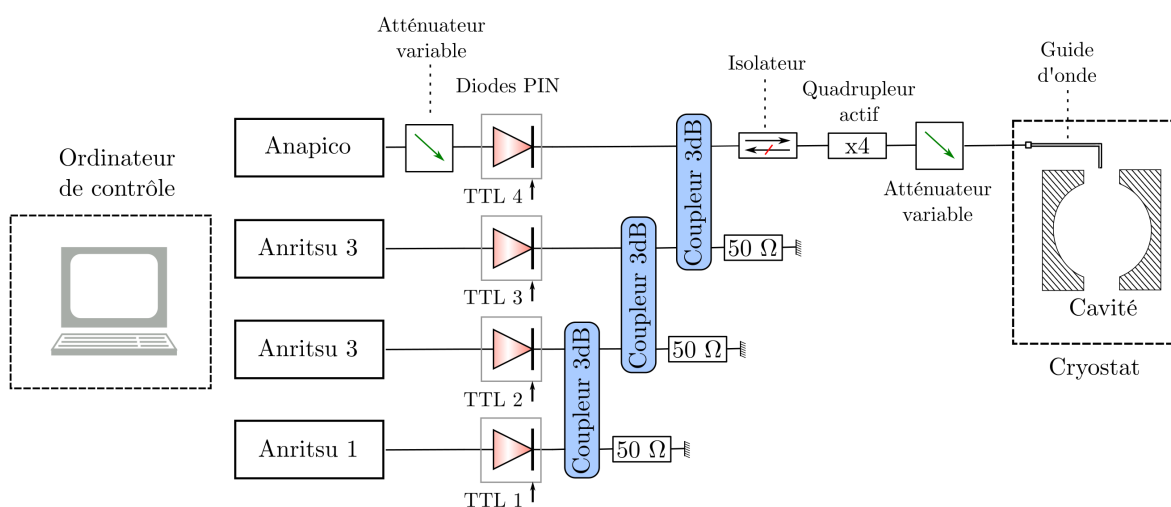 Atténuateur
variable
Diodes PIN
Isolateur
Quadrupleur
actif
Guide
d'onde
Ordinateur
de contrôle
Anapico
TTL 4
Coupleur 3dB
x4
Atténuateur
variable
Anritsu 3
TTL 3
Coupleur 3dB
50 Ω
Cavité
Cryostat
Anritsu 3
TTL 2
Coupleur 3dB
50 Ω
Anritsu 1
TTL 1
50 Ω